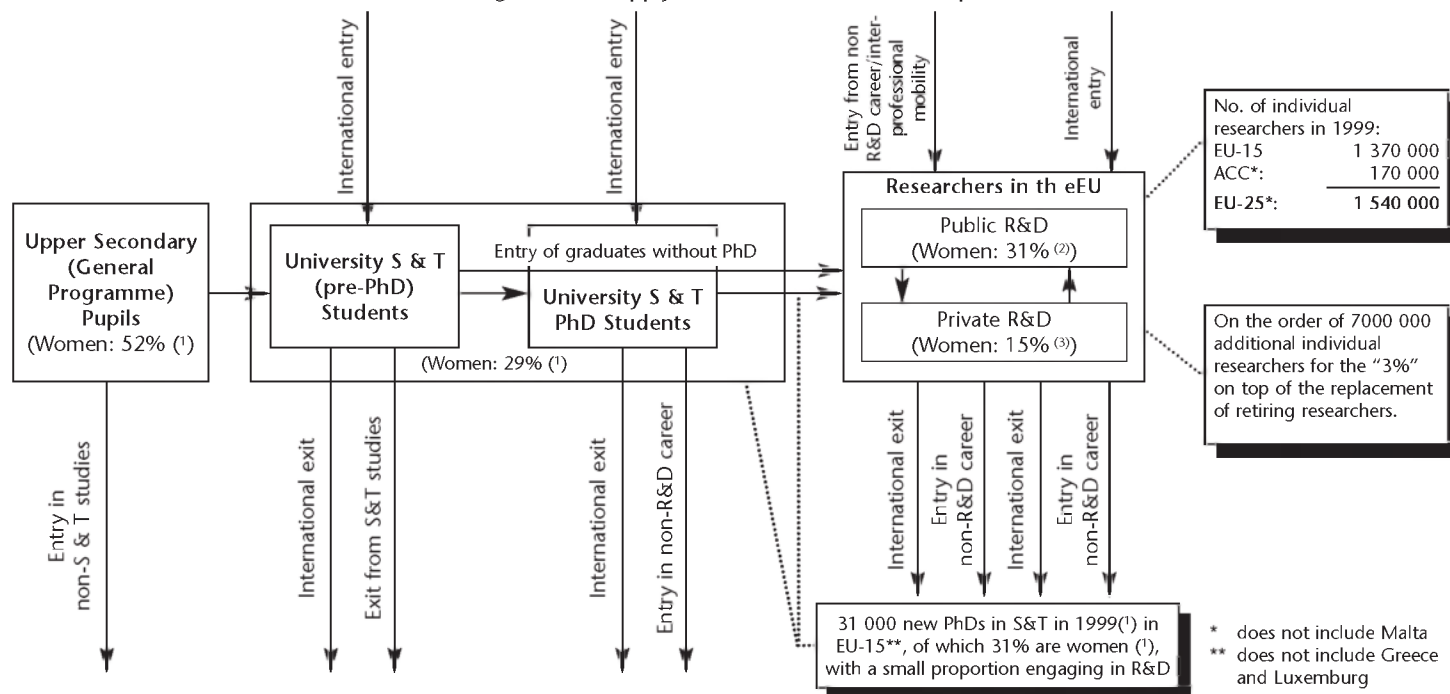 International entry
International entry
Entry from non
R&D career/inter-
professional
mobility
International
entry
No. of individual
researchers in 1999:
EU-15 1 370 000
ACC*: 170 000
EU-25*: 1 540 000
Researchers in th eEU
Public R&D
(Women: 31% (2))
Private R&D
(Women: 15% (3))
Upper Secondary
(General
Programme)
Pupils
(Women: 52% (1)
University S & T
(pre-PhD)
Students
Entry of graduates without PhD
University S & T
PhD Students
(Women: 29% (1)
On the order of 7000 000
additional individual
researchers for the “3%”
on top of the replacement
of retiring researchers.
Entry in
non-S & T studies
International exit
Exit from S&T studies
International exit
Entry in non-R&D career
International exit
Entry in
non-R&D career
International exit
Entry in
non-R&D career
31 000 new PhDs in S&T in 1999(1) in
EU-15**, of which 31% are women (1),
with a small proportion engaging in R&D
* does not include Malta
** does not include Greece
and Luxemburg